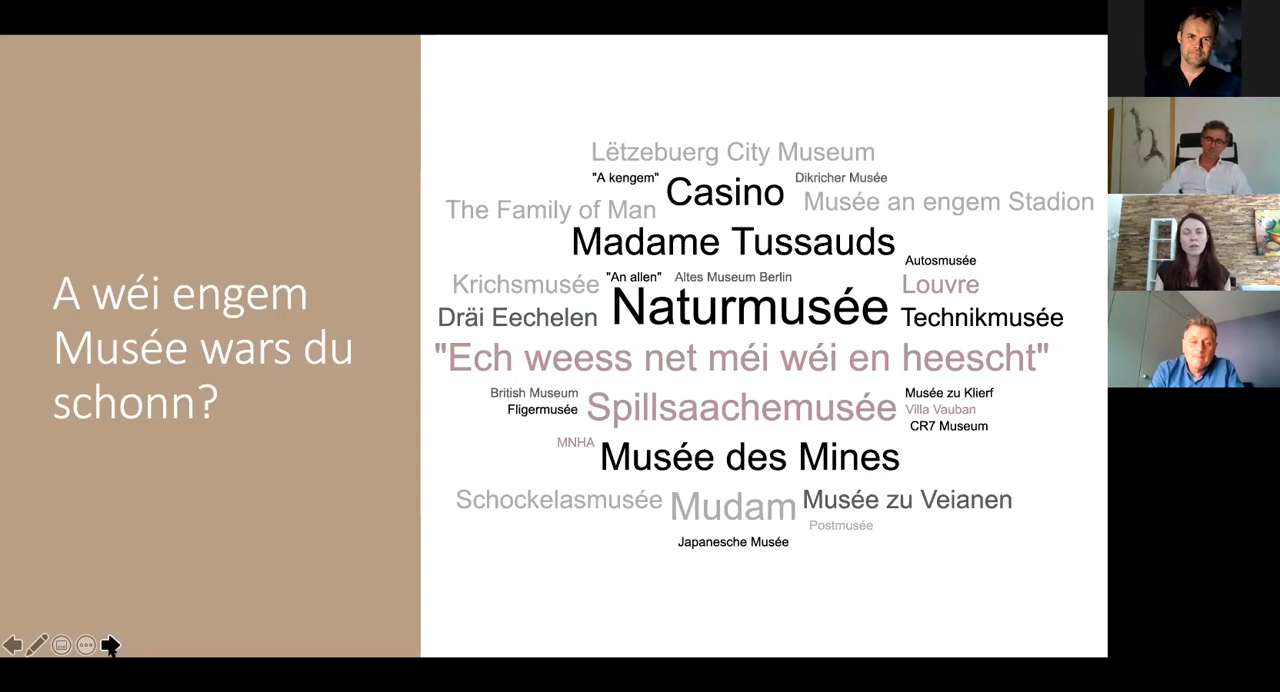 A wéi engem
Musée wars du
schonn?
Lëtzebuerg City Museum
"A kengem" Casino Dikricher Musée
The Family of Man Musée an engem Stadion
Madame Tussauds
Autosmusée
Krichsmusée "An allen" Altes Museum Berlin Louvre
Dräi Eechelen Naturmusée Technikmusée
"Ech weess net méi wéi en heescht"
British Museum Musée zu Klierf
Fligermusée Spillsaachemusée Villa Vauban
CR7 Museum
MNHA Musée des Mines
Schockelasmusée Mudam Musée zu Veianen
Postmusée
Japanesche Musée